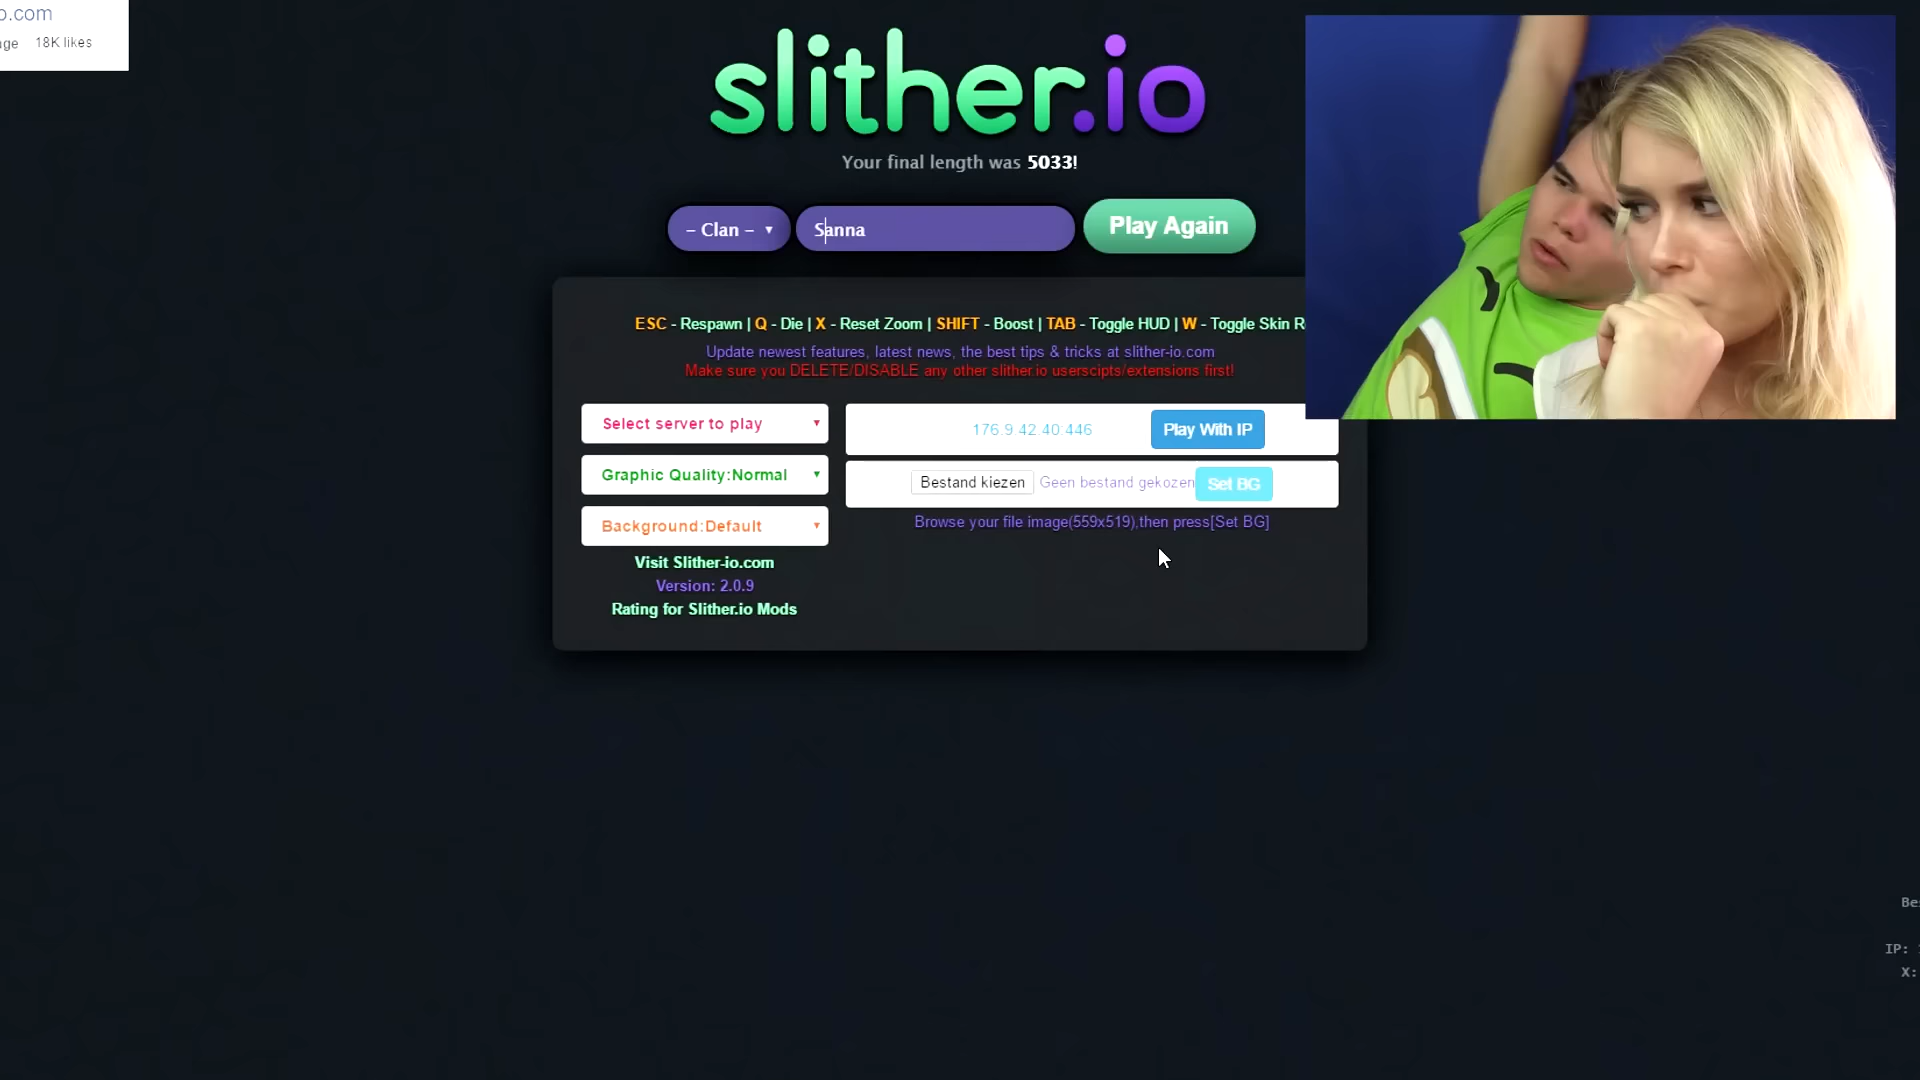 o.com
18K likes
slither.io
Your final length was 5033!
– Clan –
Sanna
Play Again
ESC - Respawn | Q - Die | X - Reset Zoom | SHIFT - Boost | TAB - Toggle HUD | W - Toggle Skin R
Update newest features, latest news, the best tips & tricks at slither-io.com
Make sure you DELETE/DISABLE any other slither.io userscipts/extensions first!
Select server to play
176.9.42.40:446
Play With IP
Graphic Quality:Normal
Bestand kiezen Geen bestand gekozen
Set BG
Background:Default
Browse your file image(559x519),then press[Set BG]
Visit Slither-io.com
Version: 2.0.9
Rating for Slither.io Mods
IP:
X: